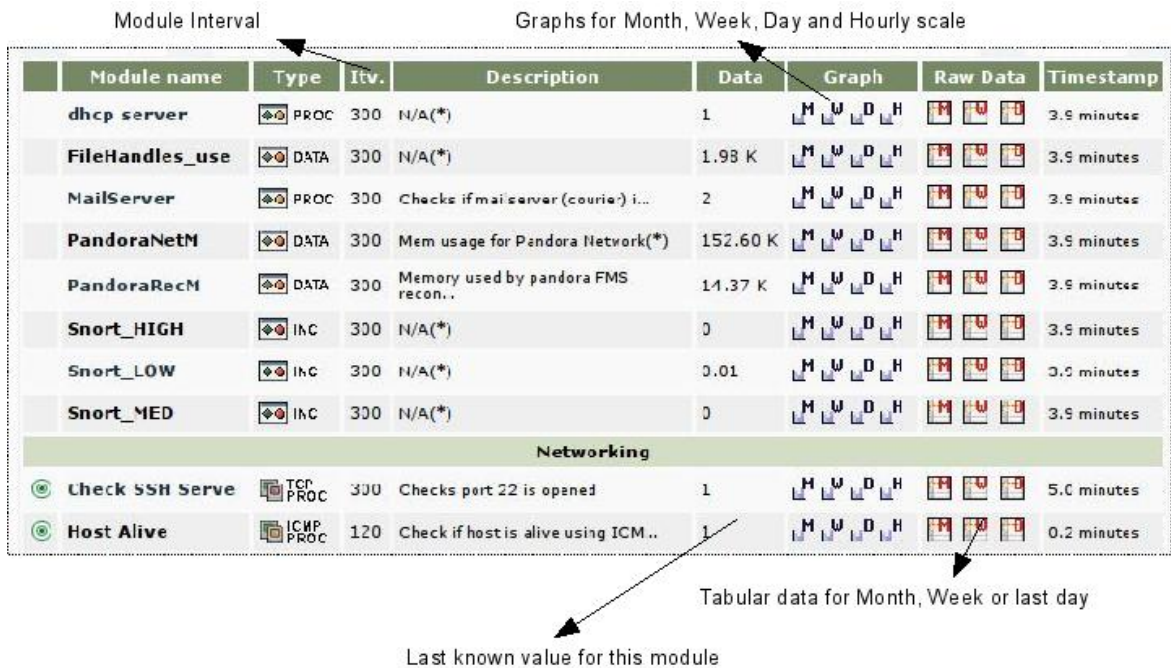 Module Interval
Graphs for Month, Week, Day and Hourly scale
Module name Type Itv. Description Data Graph Raw Data Timestamp
dhcp server PROC 300 N/A(*) 1 M W D H M W D 3.9 minutes
FileHandles_use DATA 300 N/A(*) 1.98 K M W D H M W D 3.9 minutes
MailServer PROC 300 Checks if mailserver (courier) i... 2 M W D H M W D 3.9 minutes
PandoraNetM DATA 300 Mem usage for Pandora Network(*) 152.60 K M W D H M W D 3.9 minutes
PandoraRecM DATA 300 Memory used by pandora FMS
recon.. 14.37 K M W D H M W D 3.9 minutes
Snort_HIGH INC 300 N/A(*) 0 M W D H M W D 3.9 minutes
Snort_LOW INC 300 N/A(*) 0.01 M W D H M W D 3.9 minutes
Snort_MED INC 300 N/A(*) 0 M W D H M W D 3.9 minutes
Networking
Check SSH Serve TCP PROC 300 Checks port 22 is opened 1 M W D H M W D 5.0 minutes
Host Alive ICMP PROC 120 Check if host is alive using ICM.. 1 M W D H M W D 0.2 minutes
Tabular data for Month, Week or last day
Last known value for this module